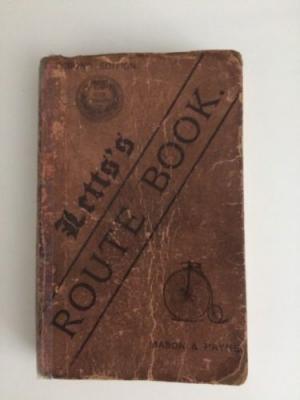 EDITION.
Letts's
ROUTE BOOK.
MASON & PAYNE